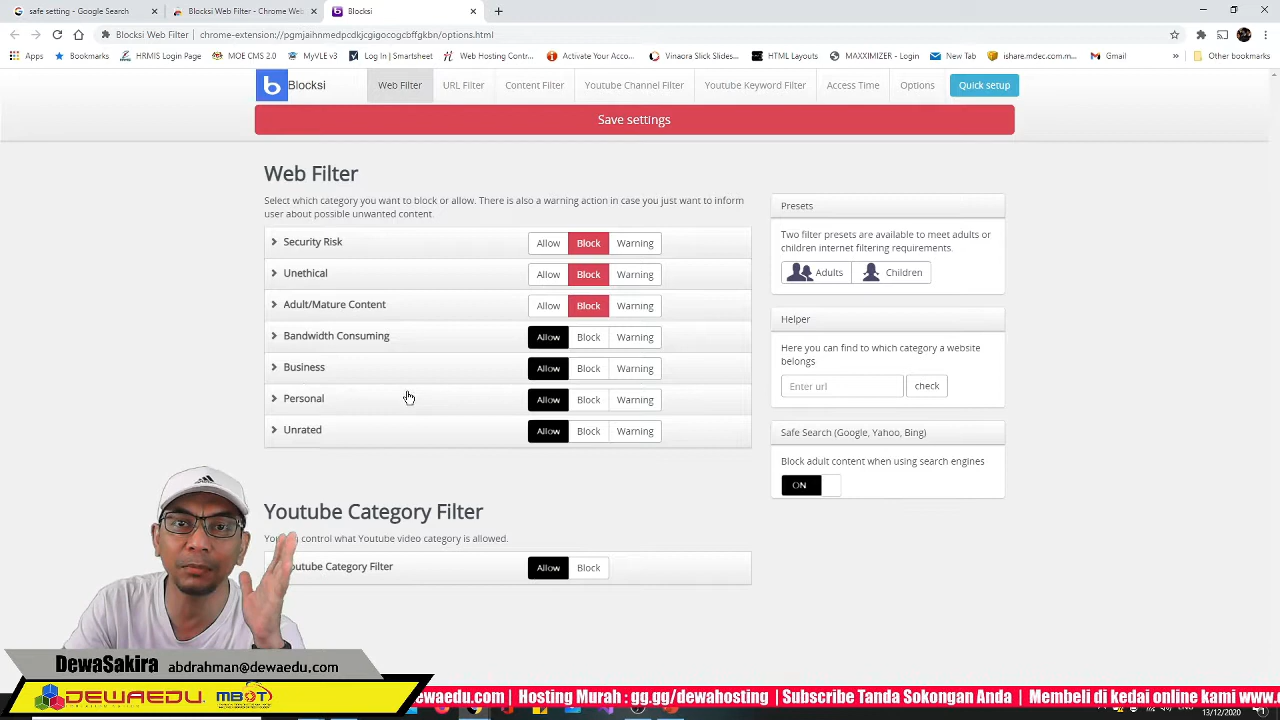 safe setting - Google Search
Blocksi Web Filter - Chrome Web
Blocksi
Blocksi Web Filter | chrome-extension://pgmjaihnmedpcdkjcgigocogcbffgkbn/options.html
Apps
Bookmarks
HRMIS Login Page
MOE CMS 2.0
MyVLE v3
Log In | Smartsheet
Web Hosting Contro...
Activate Your Acco...
Vinaora Slick Slides...
HTML Layouts
MAXXIMIZER - Online
New Tab
ishare.mdec.com.m...
Gmail
Other bookmarks
Blocksi
Web Filter
URL Filter
Content Filter
Youtube Channel Filter
Youtube Keyword Filter
Access Time
Options
Quick setup
Save settings
Web Filter
Select which category you want to block or allow. There is also a warning action in case you just want to inform
user about possible unwanted content.
Security Risk Allow Block Warning
Unethical Allow Block Warning
Adult/Mature Content Allow Block Warning
Bandwidth Consuming Allow Block Warning
Business Allow Block Warning
Personal Allow Block Warning
Unrated Allow Block Warning
Presets
Two filter presets are available to meet adults or
children internet filtering requirements.
Adults Children
Helper
Here you can find to which category a website
belongs
Enter url check
Safe Search (Google, Yahoo, Bing)
Block adult content when using search engines
ON
Youtube Category Filter
control what Youtube video category is allowed.
outube Category Filter Allow Block
DewaSakira abdrahman@dewaedu.com
DEWAEDU MBOT
ewaedu.com | Hosting Murah : gg.gg/dewahosting | Subscribe Tanda Sokongan Anda | Membeli di kadai online kami www.
13/12/2020